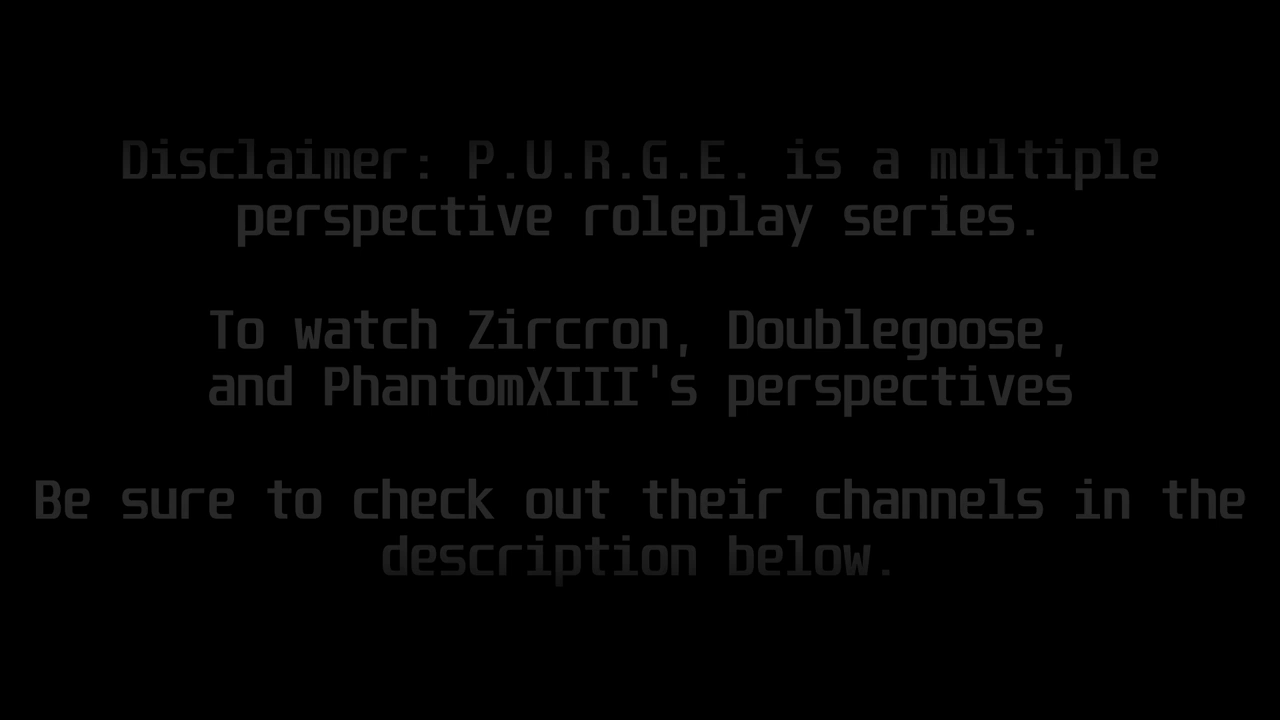 Disclaimer: P.U.R.G.E. is a multiple
perspective roleplay series.
To watch Zircron, Doublegoose,
and PhantomXIII's perspectives
Be sure to check out their channels in the
description below.